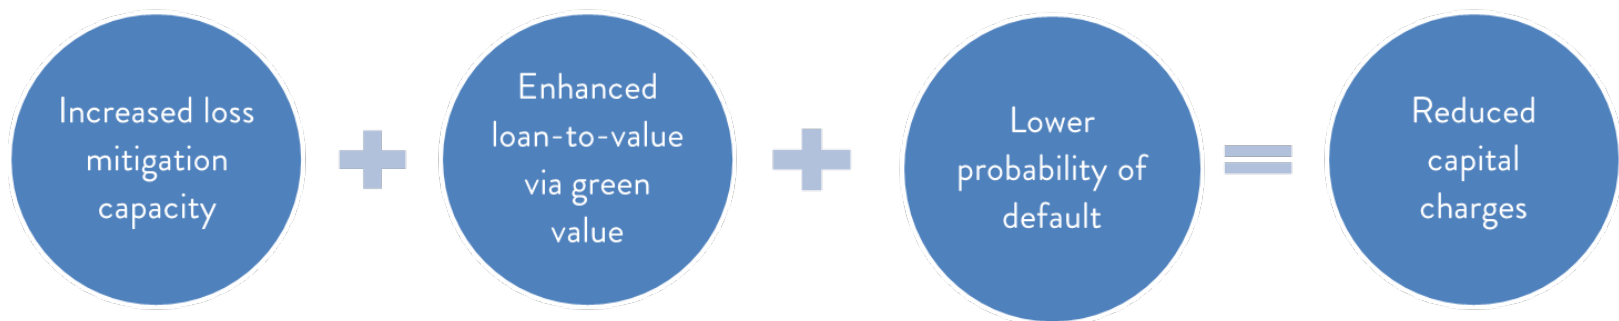 Increased loss
mitigation
capacity
Enhanced
loan-to-value
via green
value
Lower
probability of
default
Reduced
capital
charges